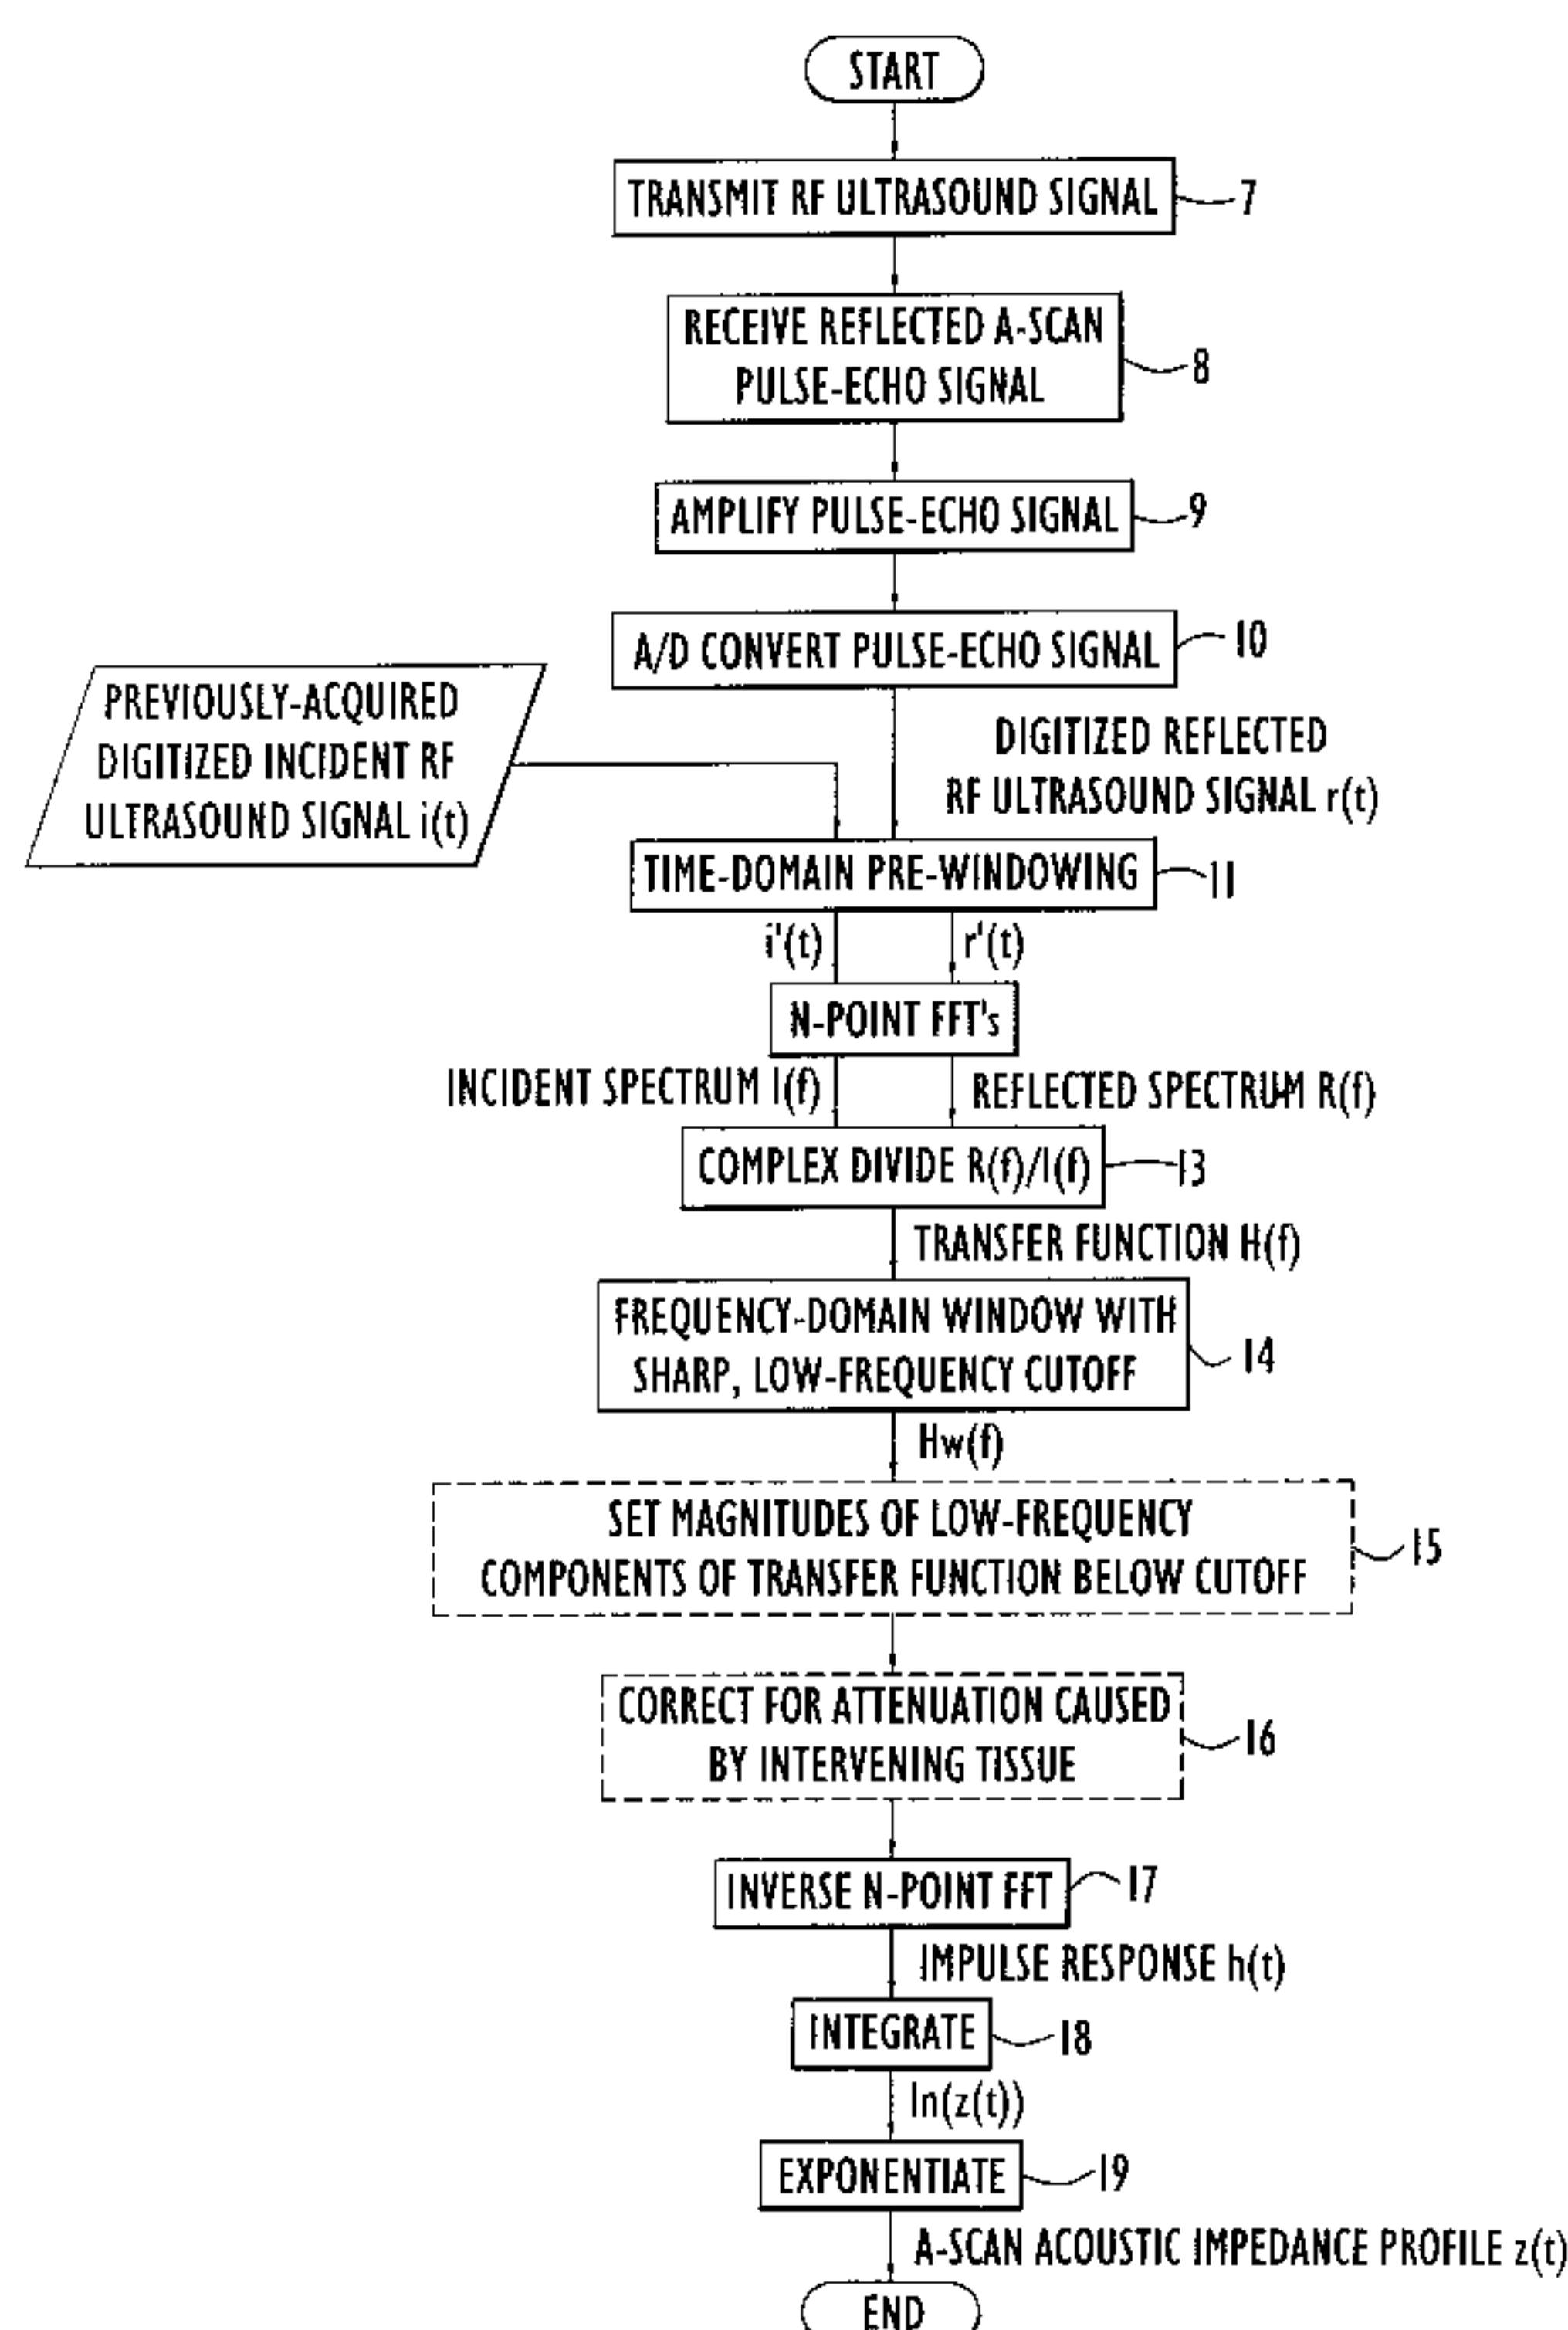 START
TRANSMIT RF ULTRASOUND SIGNAL
7
RECEIVE REFLECTED A-SCAN
PULSE-ECHO SIGNAL
8
AMPLIFY PULSE-ECHO SIGNAL
9
A/D CONVERT PULSE-ECHO SIGNAL
10
PREVIOUSLY-ACQUIRED
DIGITIZED INCIDENT RF
ULTRASOUND SIGNAL i(t)
DIGITIZED REFLECTED
RF ULTRASOUND SIGNAL r(t)
TIME-DOMAIN PRE-WINDOWING
11
i'(t)
r'(t)
N-POINT FFT's
INCIDENT SPECTRUM I(f)
REFLECTED SPECTRUM R(f)
COMPLEX DIVIDE R(f)/I(f)
13
TRANSFER FUNCTION H(f)
FREQUENCY-DOMAIN WINDOW WITH
SHARP, LOW-FREQUENCY CUTOFF
14
Hw(f)
SET MAGNITUDES OF LOW-FREQUENCY
COMPONENTS OF TRANSFER FUNCTION BELOW CUTOFF
15
CORRECT FOR ATTENUATION CAUSED
BY INTERVENING TISSUE
16
INVERSE N-POINT FFT
17
IMPULSE RESPONSE h(t)
INTEGRATE
18
ln(z(t))
EXPONENTIATE
19
A-SCAN ACOUSTIC IMPEDANCE PROFILE z(t)
END